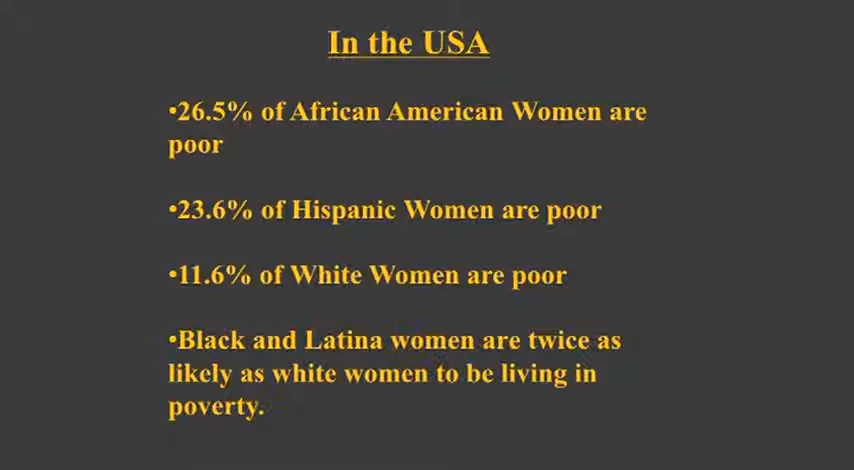 In the USA
•26.5% of African American Women are
poor
•23.6% of Hispanic Women are poor
•11.6% of White Women are poor
•Black and Latina women are twice as
likely as white women to be living in
poverty.